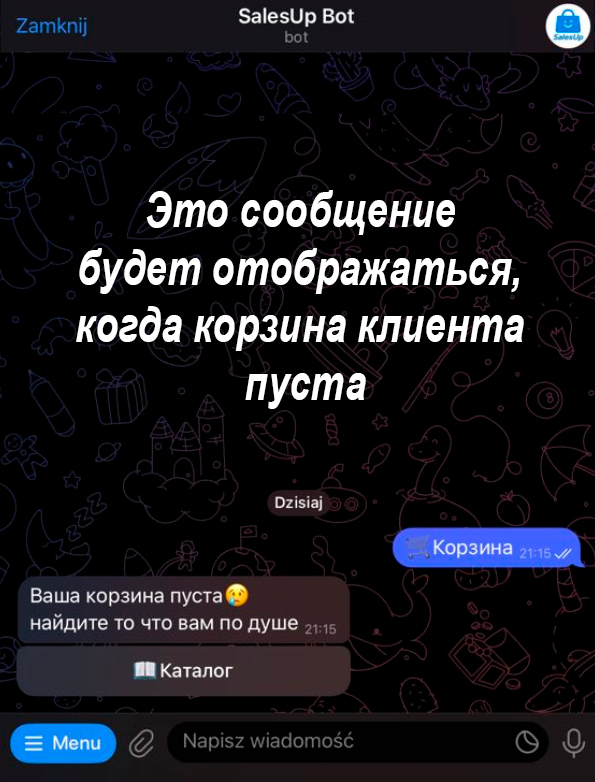 Zamknij
SalesUp Bot
bot
SalesUp
Это сообщение
будет отображаться,
когда корзина клиента
пуста
Dzisiaj
🛒Корзина 21:15
Ваша корзина пуста😢
найдите то что вам по душе 21:15
📖Каталог
Menu
Napisz wiadomość